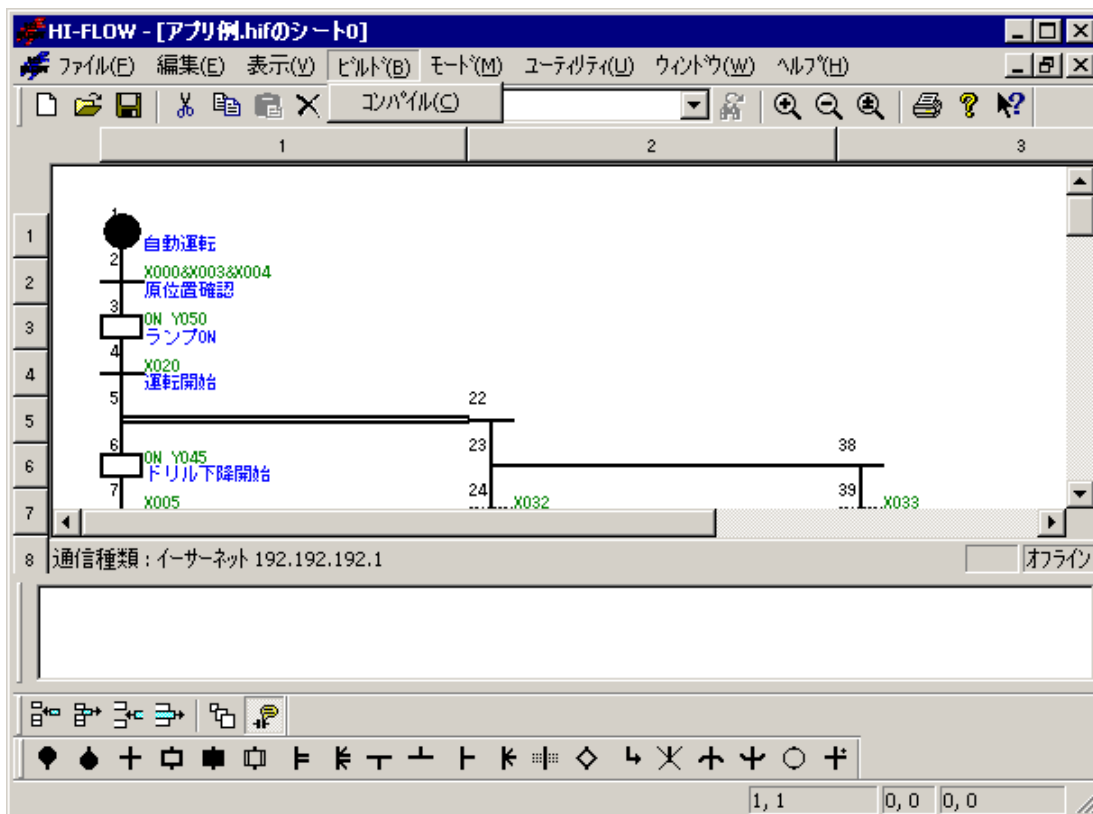 HI-FLOW - [アプリ例.hifのシート0]
ﾌｧｲﾙ(F) 編集(E) 表示(V) ﾋﾞﾙﾄﾞ(B) ﾓｰﾄﾞ(M) ﾕｰﾃｨﾘﾃｨ(U) ｳｨﾝﾄﾞｳ(W) ﾍﾙﾌﾟ(H)
ｺﾝﾊﾟｲﾙ(C)
1 2 3
1
1
自動運転
2
X000&X003&X004
2
原位置確認
3
ON Y050
3
ランプON
4
X020
4
運転開始
5 22
5
6 23 38
ON Y045
6
ドリル下降開始
7 24 39
X005 X032 X033
7
8
通信種類：イーサーネット 192.192.192.1 ｵﾌﾗｲﾝ
1, 1 0, 0 0, 0